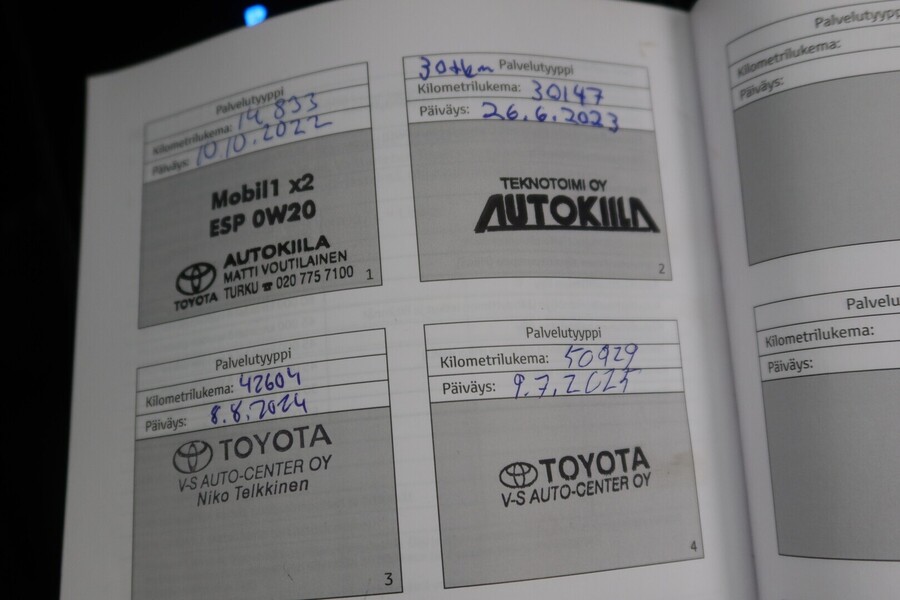 Palvelutyyppi
Kilometrilukema: 14,833
Päiväys: 10.10.2022
Mobil1 x2
ESP 0W20
AUTOKIILA
MATTI VOUTILAINEN
TOYOTA TURKU ☎ 020 775 7100
1
30tkm Palvelutyyppi
Kilometrilukema: 30147
Päiväys: 26.6.2023
TEKNOTOIMI OY
AUTOKIILA
2
Palvelutyyppi
Kilometrilukema: 42604
Päiväys: 8.8.2024
TOYOTA
V-S AUTO-CENTER OY
Niko Telkkinen
3
Palvelutyyppi
Kilometrilukema: 50929
Päiväys: 9.7.2025
TOYOTA
V-S AUTO-CENTER OY
4
Palvelutyypp
Kilometrilukema:
Päiväys:
Palvelu
Kilometrilukema:
Päiväys: